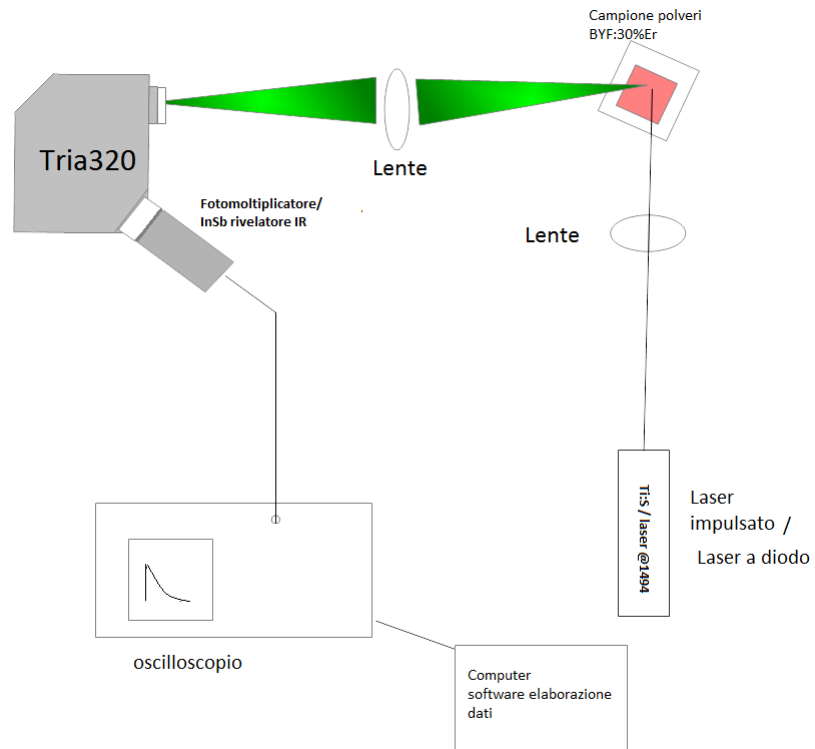 Campione polveri
BYF:30%Er
Tria320
Lente
Fotomoltiplicatore/
InSb rivelatore IR
Lente
Ti:S / laser @1494
Laser
impulsato /
Laser a diodo
oscilloscopio
Computer
software elaborazione
dati